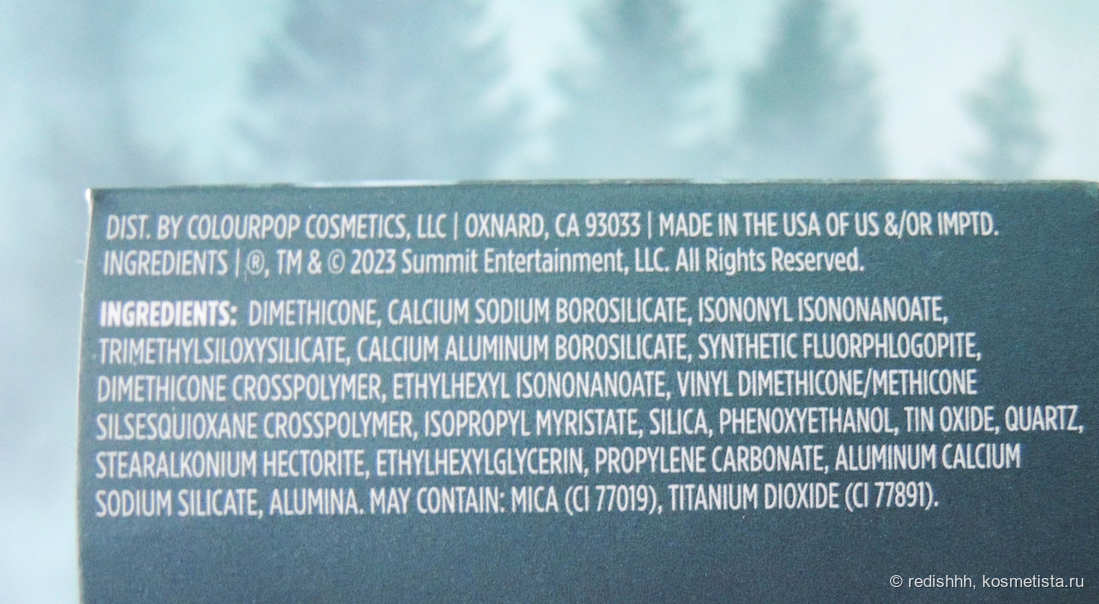 DIST. BY COLOURPOP COSMETICS, LLC | OXNARD, CA 93033 | MADE IN THE USA OF US &/OR IMPTD.
INGREDIENTS | ®, TM & © 2023 Summit Entertainment, LLC. All Rights Reserved.
INGREDIENTS: DIMETHICONE, CALCIUM SODIUM BOROSILICATE, ISONONYL ISONONANOATE,
TRIMETHYLSILOXYSILICATE, CALCIUM ALUMINUM BOROSILICATE, SYNTHETIC FLUORPHLOGOPITE,
DIMETHICONE CROSSPOLYMER, ETHYLHEXYL ISONONANOATE, VINYL DIMETHICONE/METHICONE
SILSESQUIOXANE CROSSPOLYMER, ISOPROPYL MYRISTATE, SILICA, PHENOXYETHANOL, TIN OXIDE, QUARTZ,
STEARALKONIUM HECTORITE, ETHYLHEXYLGLYCERIN, PROPYLENE CARBONATE, ALUMINUM CALCIUM
SODIUM SILICATE, ALUMINA. MAY CONTAIN: MICA (CI 77019), TITANIUM DIOXIDE (CI 77891).
© redishhh, kosmetista.ru